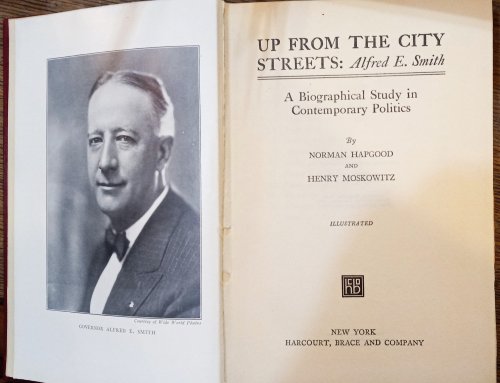 Courtesy of Wide World Photos
GOVERNOR ALFRED E. SMITH
UP FROM THE CITY
STREETS: Alfred E. Smith
A Biographical Study in
Contemporary Politics
By
NORMAN HAPGOOD
AND
HENRY MOSKOWITZ
ILLUSTRATED
NEW YORK
HARCOURT, BRACE AND COMPANY